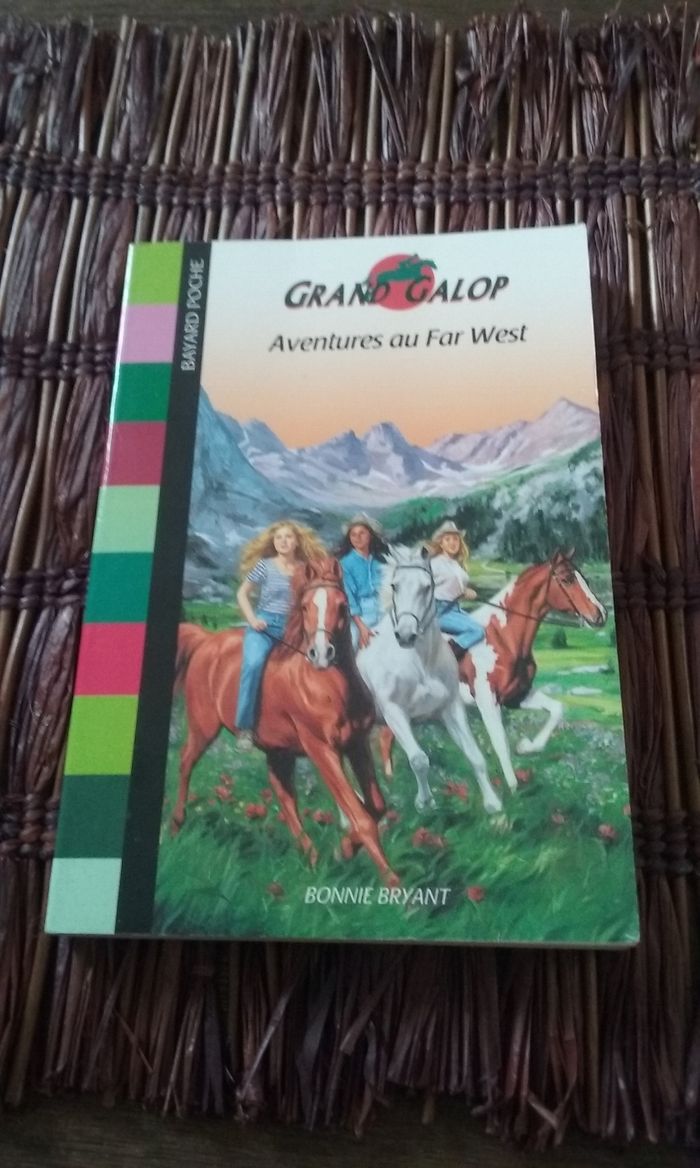 BAYARD POCHE
GRAND GALOP
Aventures au Far West
BONNIE BRYANT